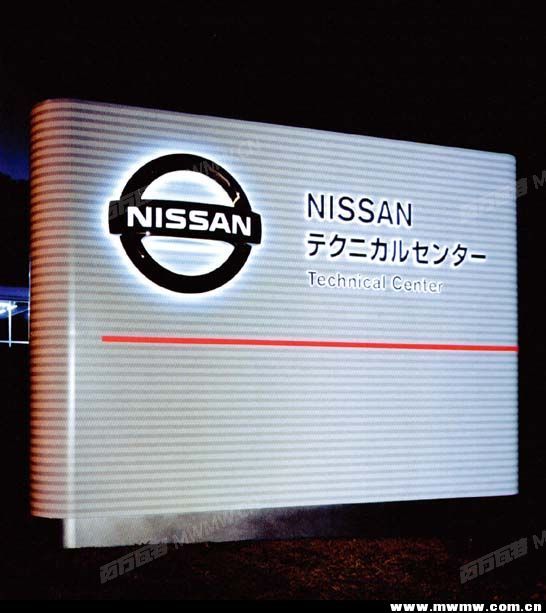 NISSAN
NISSAN
テクニカルセンター
Technical Center
www.mwmw.com.cn